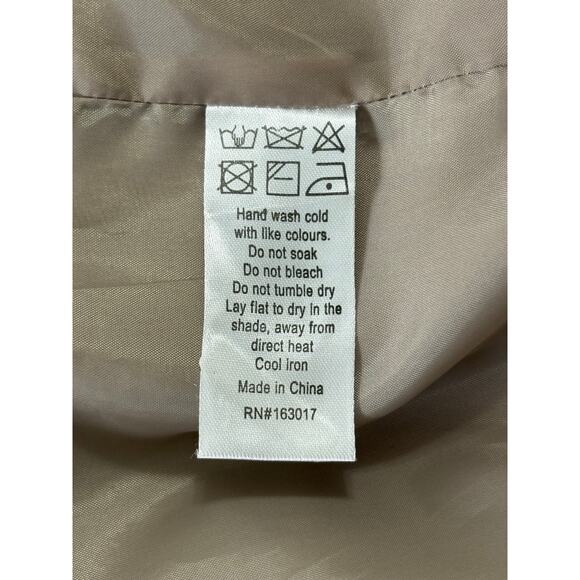 Hand wash cold
with like colours.
Do not soak
Do not bleach
Do not tumble dry
Lay flat to dry in the
shade, away from
direct heat
Cool iron
Made in China
RN#163017